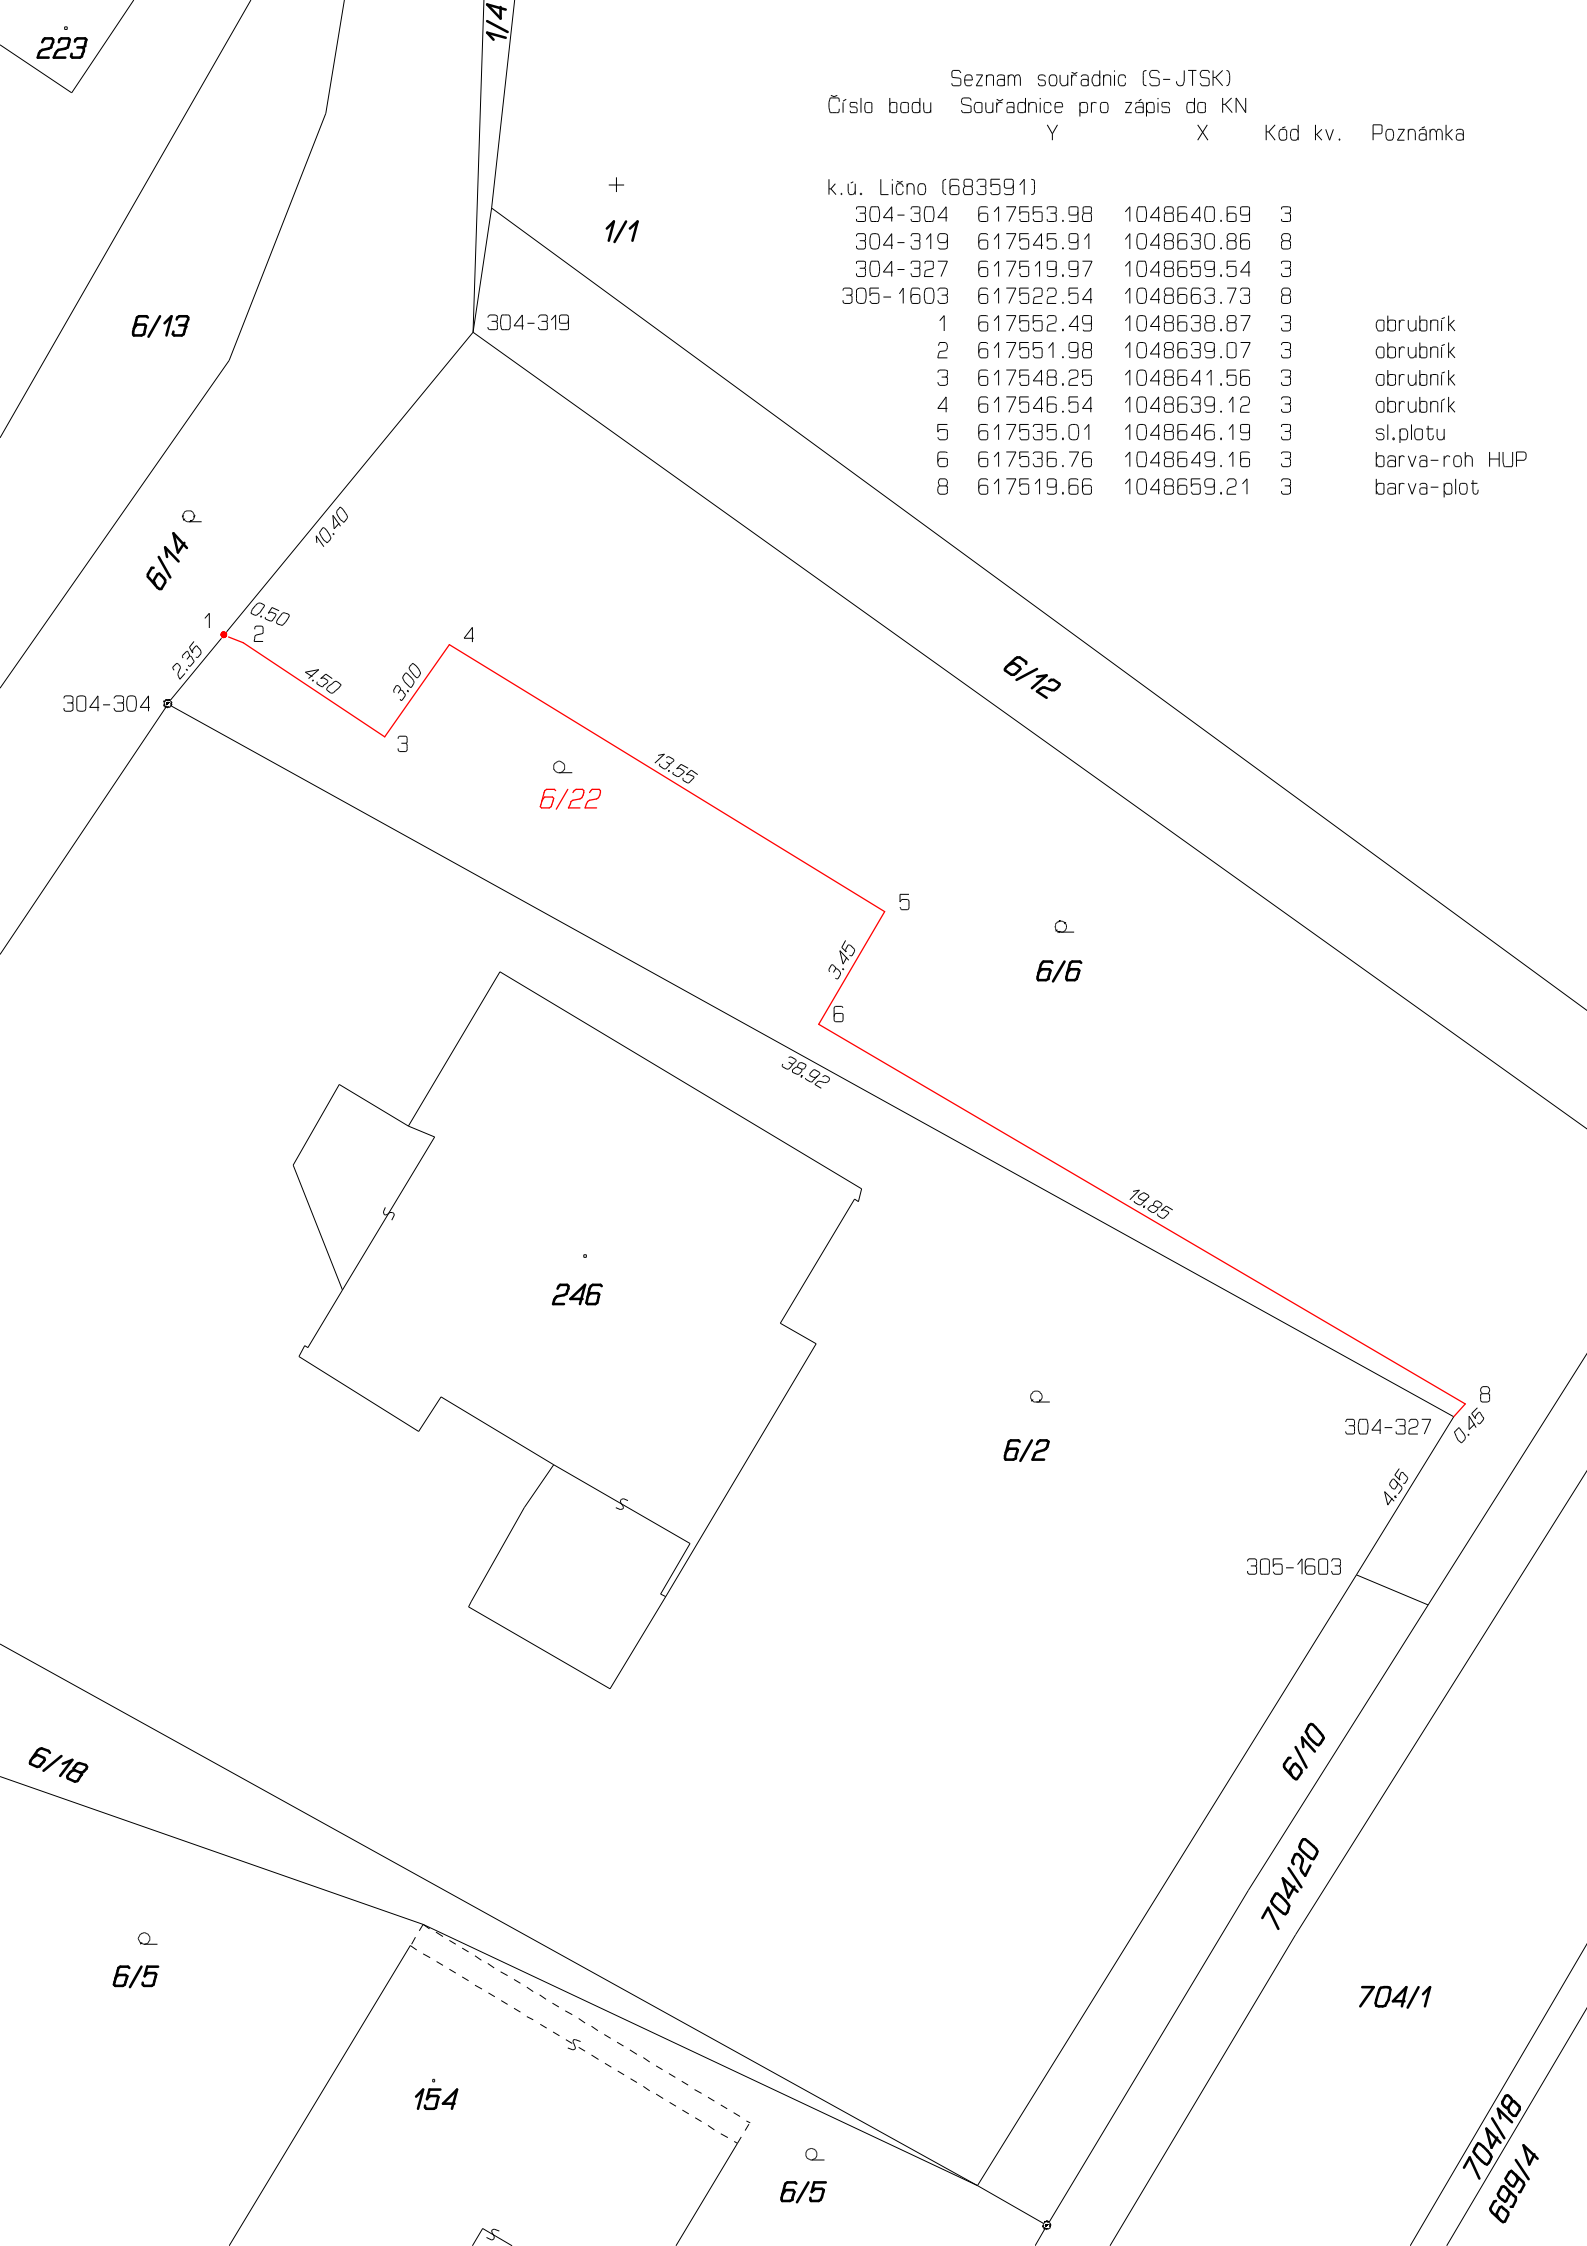 223
1/4
Seznam souřadnic (S-JTSK)
Číslo bodu Souřadnice pro zápis do KN
Y X Kód kv. Poznámka
k.ú. Lično (683591)
304-304 617553.98 1048640.69 3
304-319 617545.91 1048630.86 8
304-327 617519.97 1048659.54 3
305-1603 617522.54 1048663.73 8
1 617552.49 1048638.87 3 obrubník
2 617551.98 1048639.07 3 obrubník
3 617548.25 1048641.56 3 obrubník
4 617546.54 1048639.12 3 obrubník
5 617535.01 1048646.19 3 sl.plotu
6 617536.76 1048649.16 3 barva-roh HUP
8 617519.66 1048659.21 3 barva-plot
1/1
6/13
304-319
10.40
6/14
1
0.50
2
4
2.35
4.50
3.00
304-304
3
6/12
13.55
6/22
5
3.45
6/6
6
38.92
19.85
246
8
304-327
0.45
6/2
4.95
305-1603
6/10
6/18
704/20
6/5
704/1
154
704/18
6/5
699/4